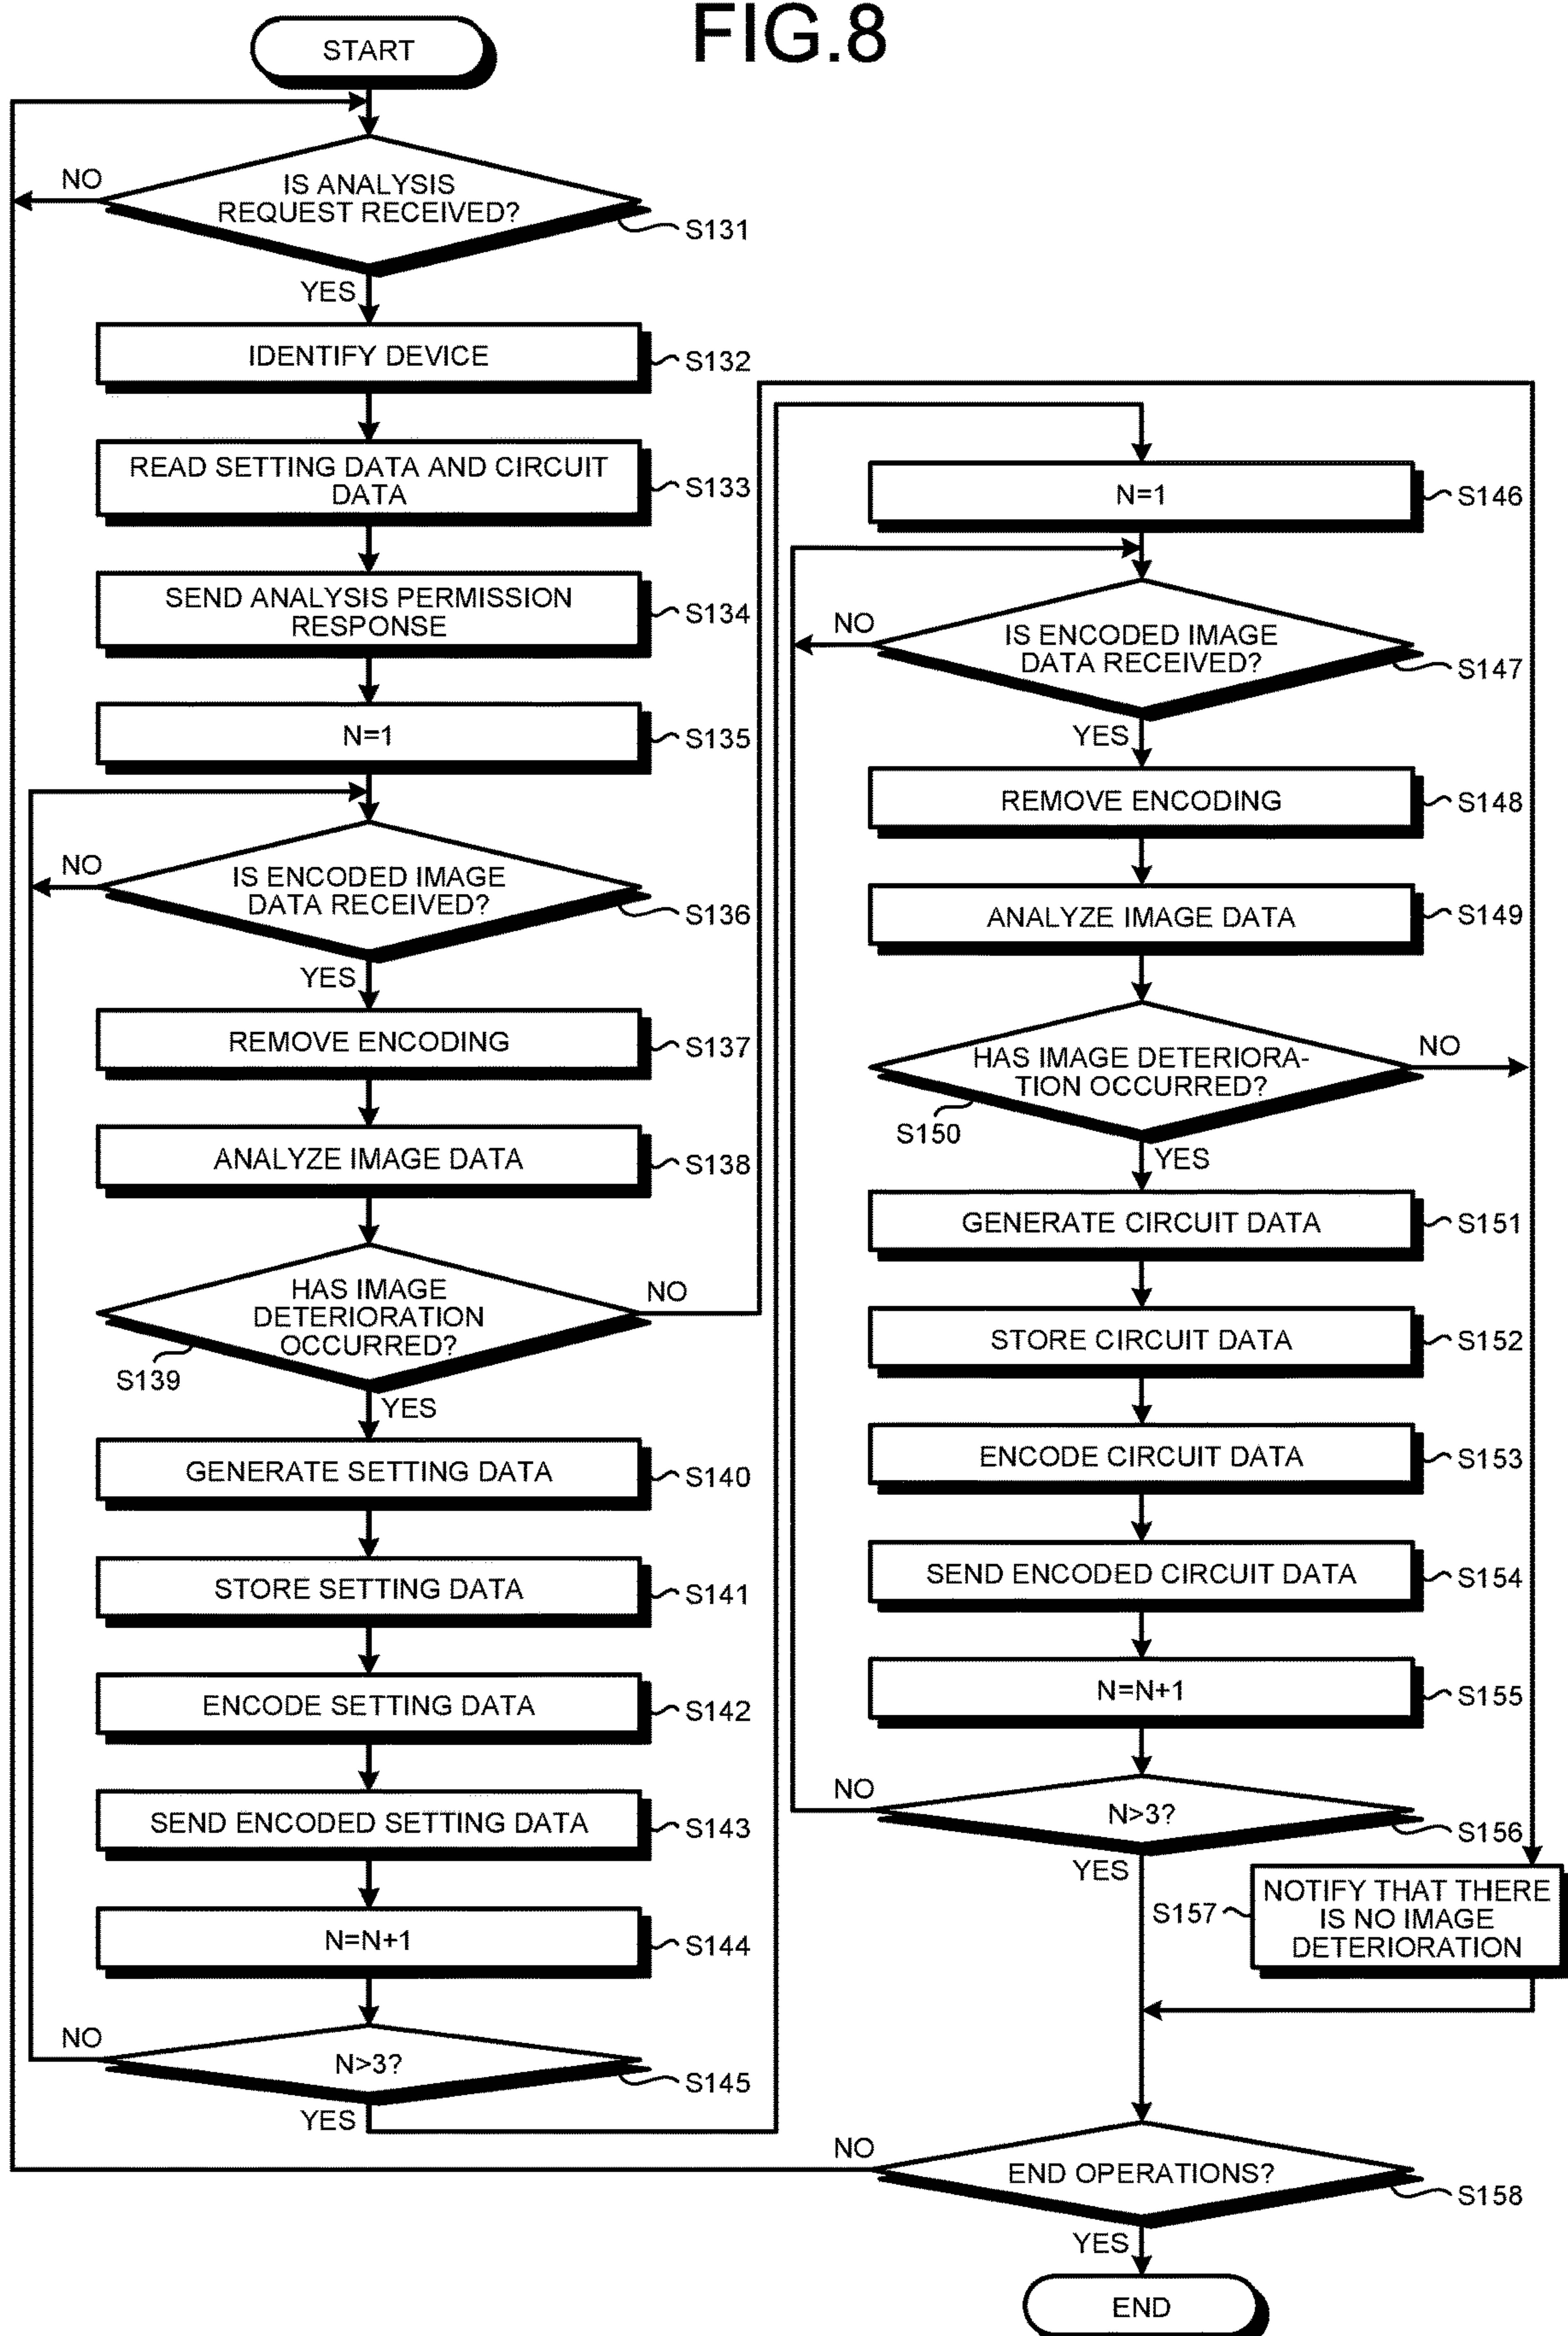 FIG.8
START
NO
IS ANALYSIS
REQUEST RECEIVED?
S131
YES
IDENTIFY DEVICE
S132
READ SETTING DATA AND CIRCUIT
DATA
S133
SEND ANALYSIS PERMISSION
RESPONSE
S134
N=1
S135
NO
IS ENCODED IMAGE
DATA RECEIVED?
S136
YES
REMOVE ENCODING
S137
ANALYZE IMAGE DATA
S138
HAS IMAGE
DETERIORATION
OCCURRED?
NO
S139
YES
GENERATE SETTING DATA
S140
STORE SETTING DATA
S141
ENCODE SETTING DATA
S142
SEND ENCODED SETTING DATA
S143
N=N+1
S144
NO
N>3?
S145
YES
N=1
S146
NO
IS ENCODED IMAGE
DATA RECEIVED?
S147
YES
REMOVE ENCODING
S148
ANALYZE IMAGE DATA
S149
HAS IMAGE DETERIORA-
TION OCCURRED?
NO
S150
YES
GENERATE CIRCUIT DATA
S151
STORE CIRCUIT DATA
S152
ENCODE CIRCUIT DATA
S153
SEND ENCODED CIRCUIT DATA
S154
N=N+1
S155
NO
N>3?
S156
YES
S157
NOTIFY THAT THERE
IS NO IMAGE
DETERIORATION
NO
END OPERATIONS?
S158
YES
END